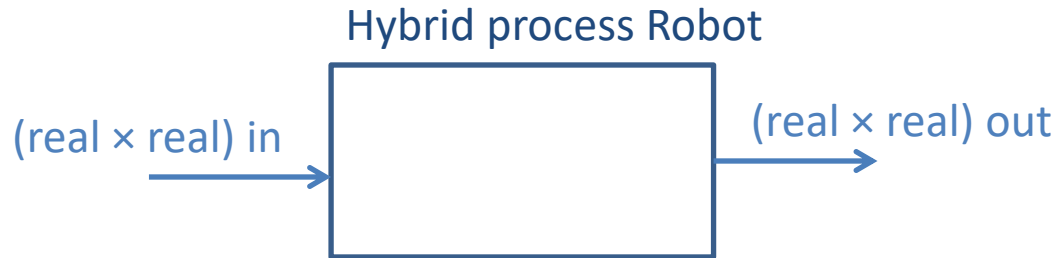 Hybrid process Robot
(real × real) in
(real × real) out